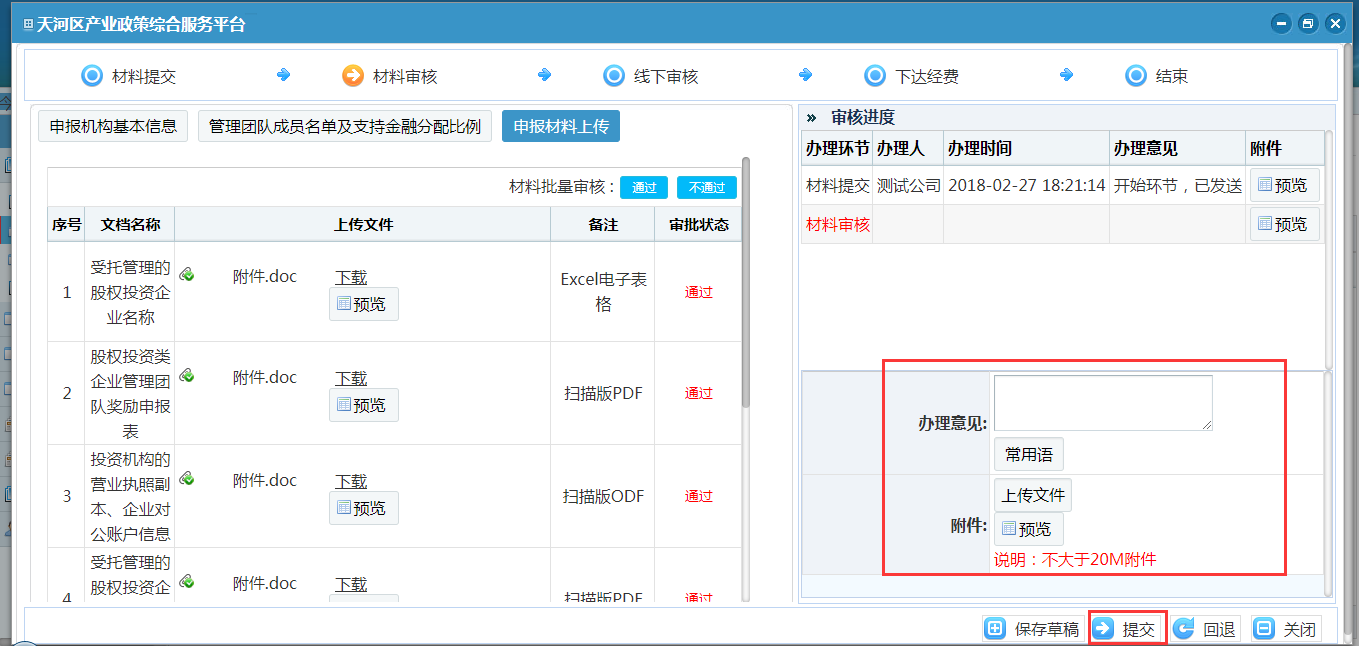 天河区产业政策综合服务平台
材料提交 材料审核 线下审核 下达经费 结束
申报机构基本信息 管理团队成员名单及支持金融分配比例 申报材料上传
材料批量审核： 通过 不通过
序号 文档名称 上传文件 备注 审批状态
1 受托管理的股权投资企业名称 附件.doc 下载 预览 Excel电子表格 通过
2 股权投资类企业管理团队奖励申报表 附件.doc 下载 预览 扫描版PDF 通过
3 投资机构的营业执照副本、企业对公账户信息 附件.doc 下载 预览 扫描版ODF 通过
4 受托管理的股权投资企 附件.doc 下载 扫描版PDF 通过
» 审核进度
办理环节 办理人 办理时间 办理意见 附件
材料提交 测试公司 2018-02-27 18:21:14 开始环节，已发送 预览
材料审核 预览
办理意见:
常用语
附件: 上传文件
预览
说明：不大于20M附件
保存草稿 提交 回退 关闭